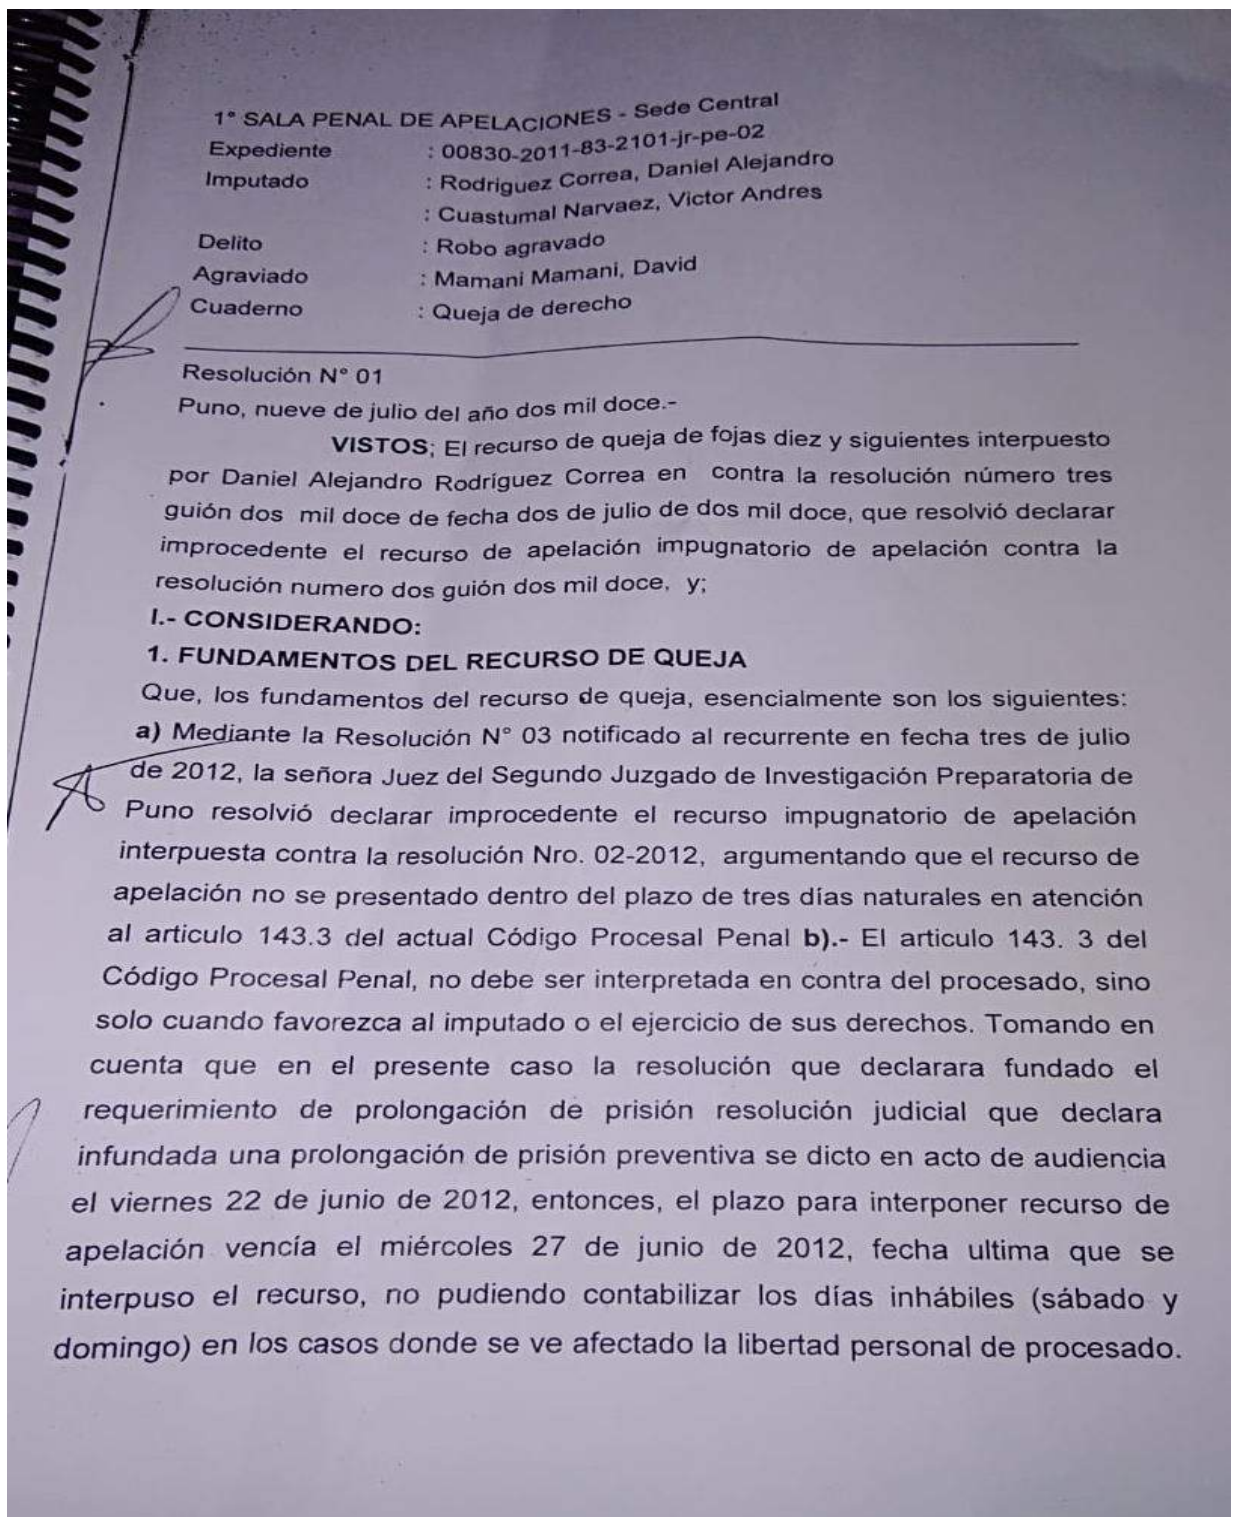 1° SALA PENAL DE APELACIONES - Sede Central
Expediente : 00830-2011-83-2101-jr-pe-02
Imputado : Rodriguez Correa, Daniel Alejandro
: Cuastumal Narvaez, Victor Andres
Delito : Robo agravado
Agraviado : Mamani Mamani, David
Cuaderno : Queja de derecho
Resolución N° 01
Puno, nueve de julio del año dos mil doce.-
VISTOS; El recurso de queja de fojas diez y siguientes interpuesto
por Daniel Alejandro Rodríguez Correa en contra la resolución número tres
guión dos mil doce de fecha dos de julio de dos mil doce, que resolvió declarar
improcedente el recurso de apelación impugnatorio de apelación contra la
resolución numero dos guión dos mil doce, y;
I.- CONSIDERANDO:
1. FUNDAMENTOS DEL RECURSO DE QUEJA
Que, los fundamentos del recurso de queja, esencialmente son los siguientes:
a) Mediante la Resolución N° 03 notificado al recurrente en fecha tres de julio
de 2012, la señora Juez del Segundo Juzgado de Investigación Preparatoria de
Puno resolvió declarar improcedente el recurso impugnatorio de apelación
interpuesta contra la resolución Nro. 02-2012, argumentando que el recurso de
apelación no se presentado dentro del plazo de tres días naturales en atención
al articulo 143.3 del actual Código Procesal Penal b).- El articulo 143. 3 del
Código Procesal Penal, no debe ser interpretada en contra del procesado, sino
solo cuando favorezca al imputado o el ejercicio de sus derechos. Tomando en
cuenta que en el presente caso la resolución que declarara fundado el
requerimiento de prolongación de prisión resolución judicial que declara
infundada una prolongación de prisión preventiva se dicto en acto de audiencia
el viernes 22 de junio de 2012, entonces, el plazo para interponer recurso de
apelación vencía el miércoles 27 de junio de 2012, fecha ultima que se
interpuso el recurso, no pudiendo contabilizar los días inhábiles (sábado y
domingo) en los casos donde se ve afectado la libertad personal de procesado.